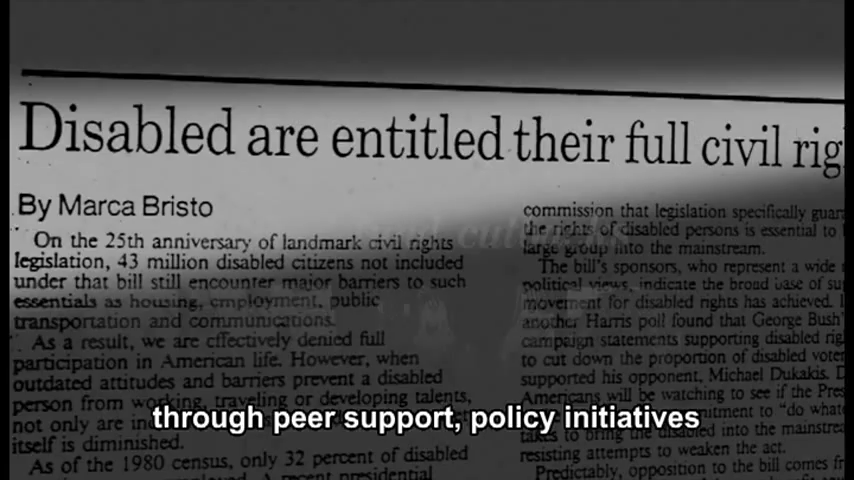 Disabled are entitled their full civil rig
By Marca Bristo
On the 25th anniversary of landmark civil rights
legislation, 43 million disabled citizens not included
under that bill still encounter major barriers to such
essentials as housing, employment, public
transportation and communications.
As a result, we are effectively denied full
participation in American life. However, when
outdated attitudes and barriers prevent a disabled
person from working, traveling or developing talents,
not only are
itself is diminished.
As of the 1980 census, only 32 percent of disabled
A recent presidential
commission that legislation specifically guar
the rights of disabled persons is essential to
large group into the mainstream.
The bill's sponsors, who represent a wide
political views, indicate the broad base of su
movement for disabled rights has achieved. I
another Harris poll found that George Bush'
campaign statements supporting disabled rig
to cut down the proportion of disabled voter
supported his opponent, Michael Dukakis. D
Americans will be watching to see if the Pres
to "do what
takes to bring the disabled into the mainstrea
resisting attempts to weaken the act.
Predictably, opposition to the bill comes fr
through peer support, policy initiatives